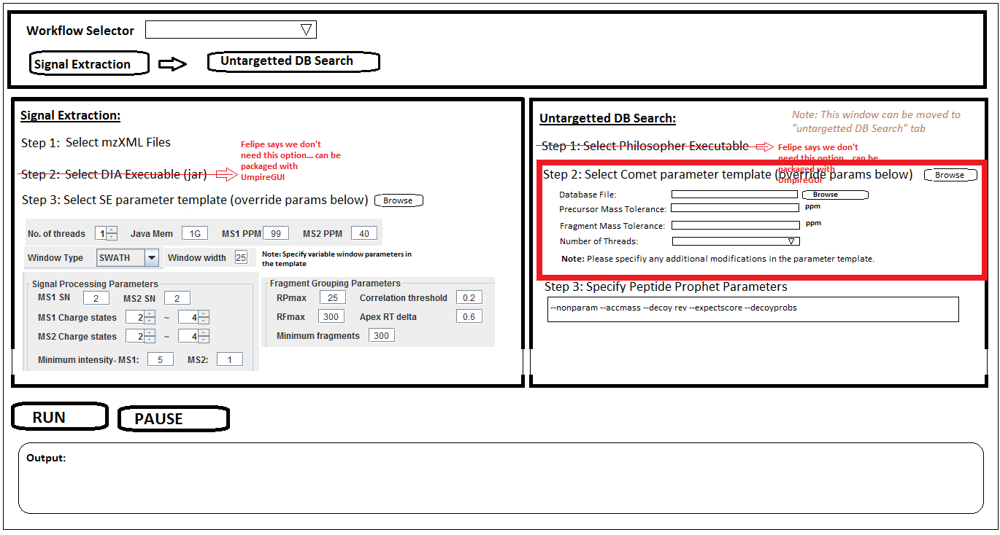 Workflow Selector
Signal Extraction
Untargetted DB Search
Signal Extraction:
Step 1: Select mzXML Files
Step 2: Select DIA Execuable (jar)
Felipe says we don't
need this option... can be
packaged with
UmpireGUI
Step 3: Select SE parameter template (override params below) Browse
No. of threads 1 Java Mem 1G MS1 PPM 99 MS2 PPM 40
Window Type SWATH Window width 25
Note: Specify variable window parameters in
the template
Signal Processing Parameters
MS1 SN 2 MS2 SN 2
MS1 Charge states 2 ~ 4
MS2 Charge states 2 ~ 4
Minimum intensity- MS1: 5 MS2: 1
Fragment Grouping Parameters
RPmax 25 Correlation threshold 0.2
RFmax 300 Apex RT delta 0.6
Minimum fragments 300
Untargetted DB Search:
Note: This window can be moved to
"untargetted DB Search" tab
Step 1: Select Philosopher Executable
Felipe says we don't
need this option... can be
packaged with
UmpireGUI
Step 2: Select Comet parameter template (override params below) Browse
Database File: Browse
Precursor Mass Tolerance: ppm
Fragment Mass Tolerance: ppm
Number of Threads:
Note: Please specifiy any additional modifications in the parameter template.
Step 3: Specify Peptide Prophet Parameters
--nonparam --accmass --decoy rev --expectscore --decoyprobs
RUN
PAUSE
Output: